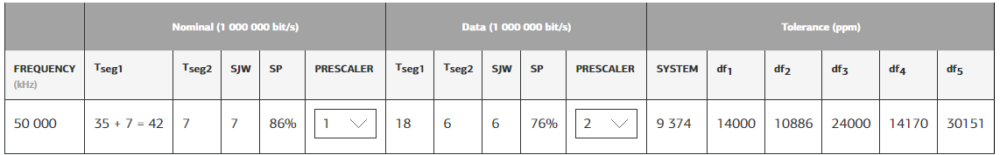 Nominal (1 000 000 bit/s) Data (1 000 000 bit/s) Tolerance (ppm)
FREQUENCY (kHz) Tseg1 Tseg2 SJW SP PRESCALER Tseg1 Tseg2 SJW SP PRESCALER SYSTEM df1 df2 df3 df4 df5
50 000 35 + 7 = 42 7 7 86% 1 18 6 6 76% 2 9 374 14000 10886 24000 14170 30151